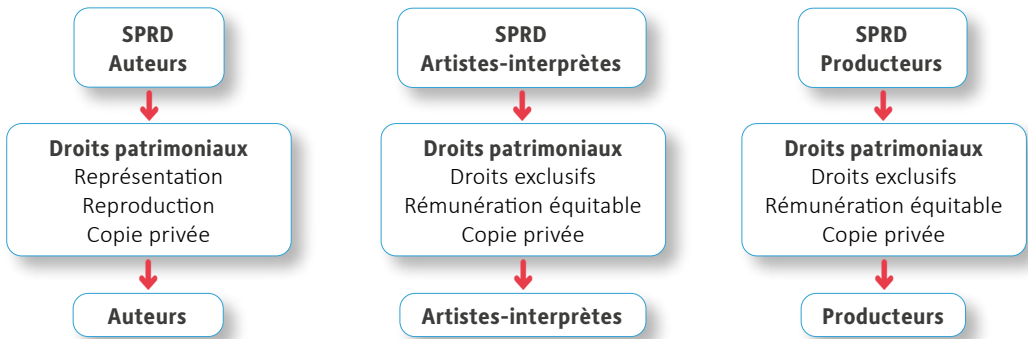 SPRD
Auteurs
Droits patrimoniaux
Représentation
Reproduction
Copie privée
Auteurs
SPRD
Artistes-interprètes
Droits patrimoniaux
Droits exclusifs
Rémunération équitable
Copie privée
Artistes-interprètes
SPRD
Producteurs
Droits patrimoniaux
Droits exclusifs
Rémunération équitable
Copie privée
Producteurs